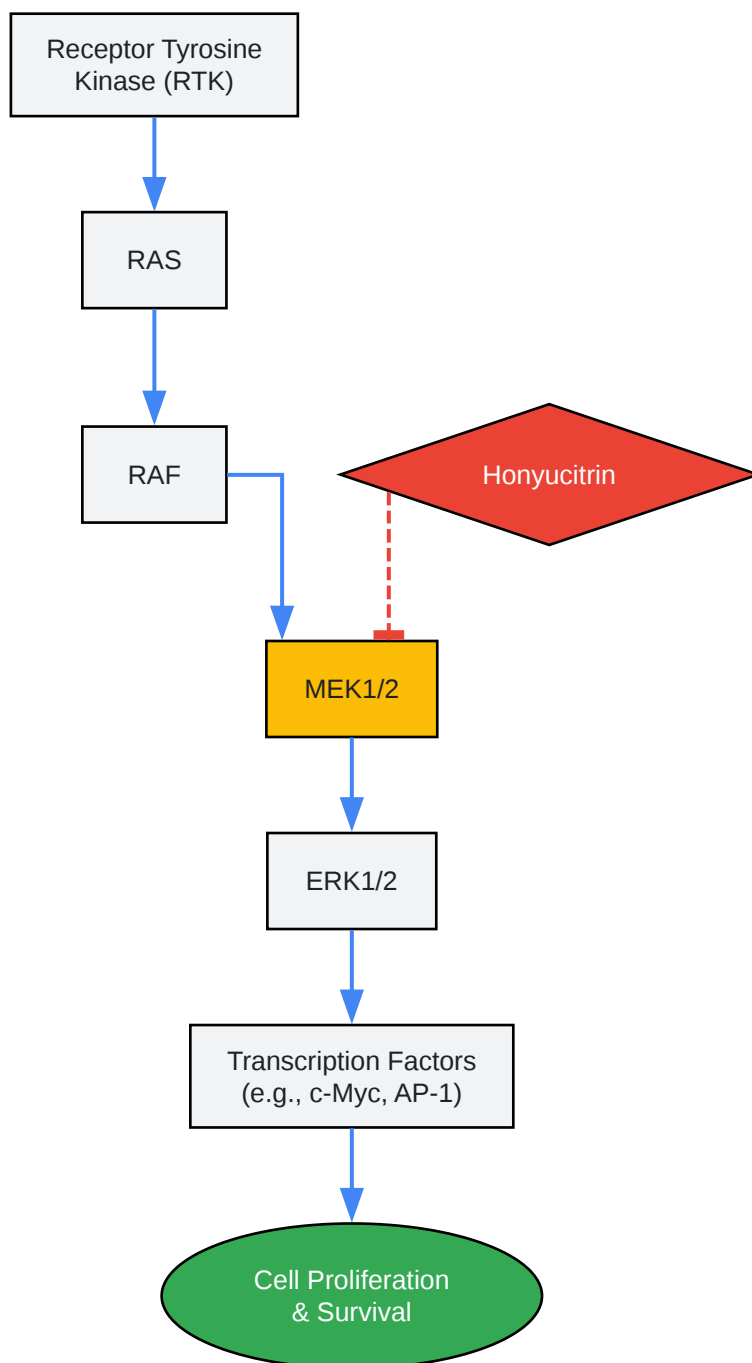 Receptor Tyrosine
Kinase (RTK)
RAS
RAF
Honyucitrin
MEK1/2
ERK1/2
Transcription Factors
(e.g., c-Myc, AP-1)
Cell Proliferation
& Survival